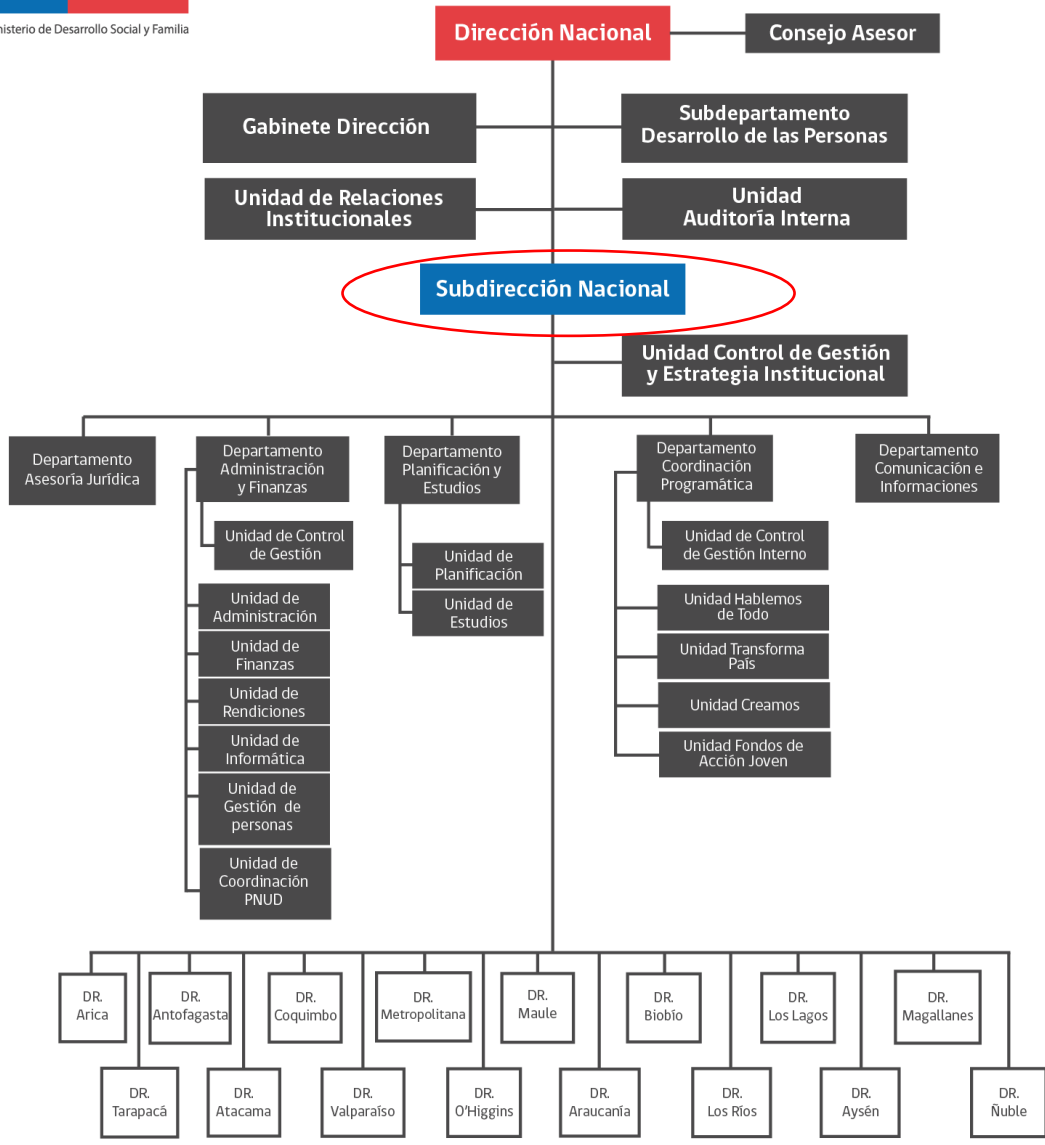 Desarrollo Social y Familia
Dirección Nacional
Consejo Asesor
Gabinete Dirección
Subdepartamento
Desarrollo de las Personas
Unidad de Relaciones
Institucionales
Unidad
Auditoría Interna
Subdirección Nacional
Unidad Control de Gestión
y Estrategia Institucional
Departamento
Asesoría Jurídica
Departamento
Administración
y Finanzas
Unidad de Control
de Gestión
Unidad de
Administración
Unidad de
Finanzas
Unidad de
Rendiciones
Unidad de
Informática
Unidad de
Gestión de
personas
Unidad de
Coordinación
PNUD
Departamento
Planificación y
Estudios
Unidad de
Planificación
Unidad de
Estudios
Departamento
Coordinación
Programática
Unidad de Control
de Gestión Interno
Unidad Hablemos
de Todo
Unidad Transforma
País
Unidad Creamos
Unidad Fondos de
Acción Joven
Departamento
Comunicación e
Informaciones
DR.
Arica
DR.
Antofagasta
DR.
Coquimbo
DR.
Metropolitana
DR.
Maule
DR.
Biobío
DR.
Los Lagos
DR.
Magallanes
DR.
Tarapacá
DR.
Atacama
DR.
Valparaíso
DR.
O'Higgins
DR.
Araucanía
DR.
Los Ríos
DR.
Aysén
DR.
Ñuble